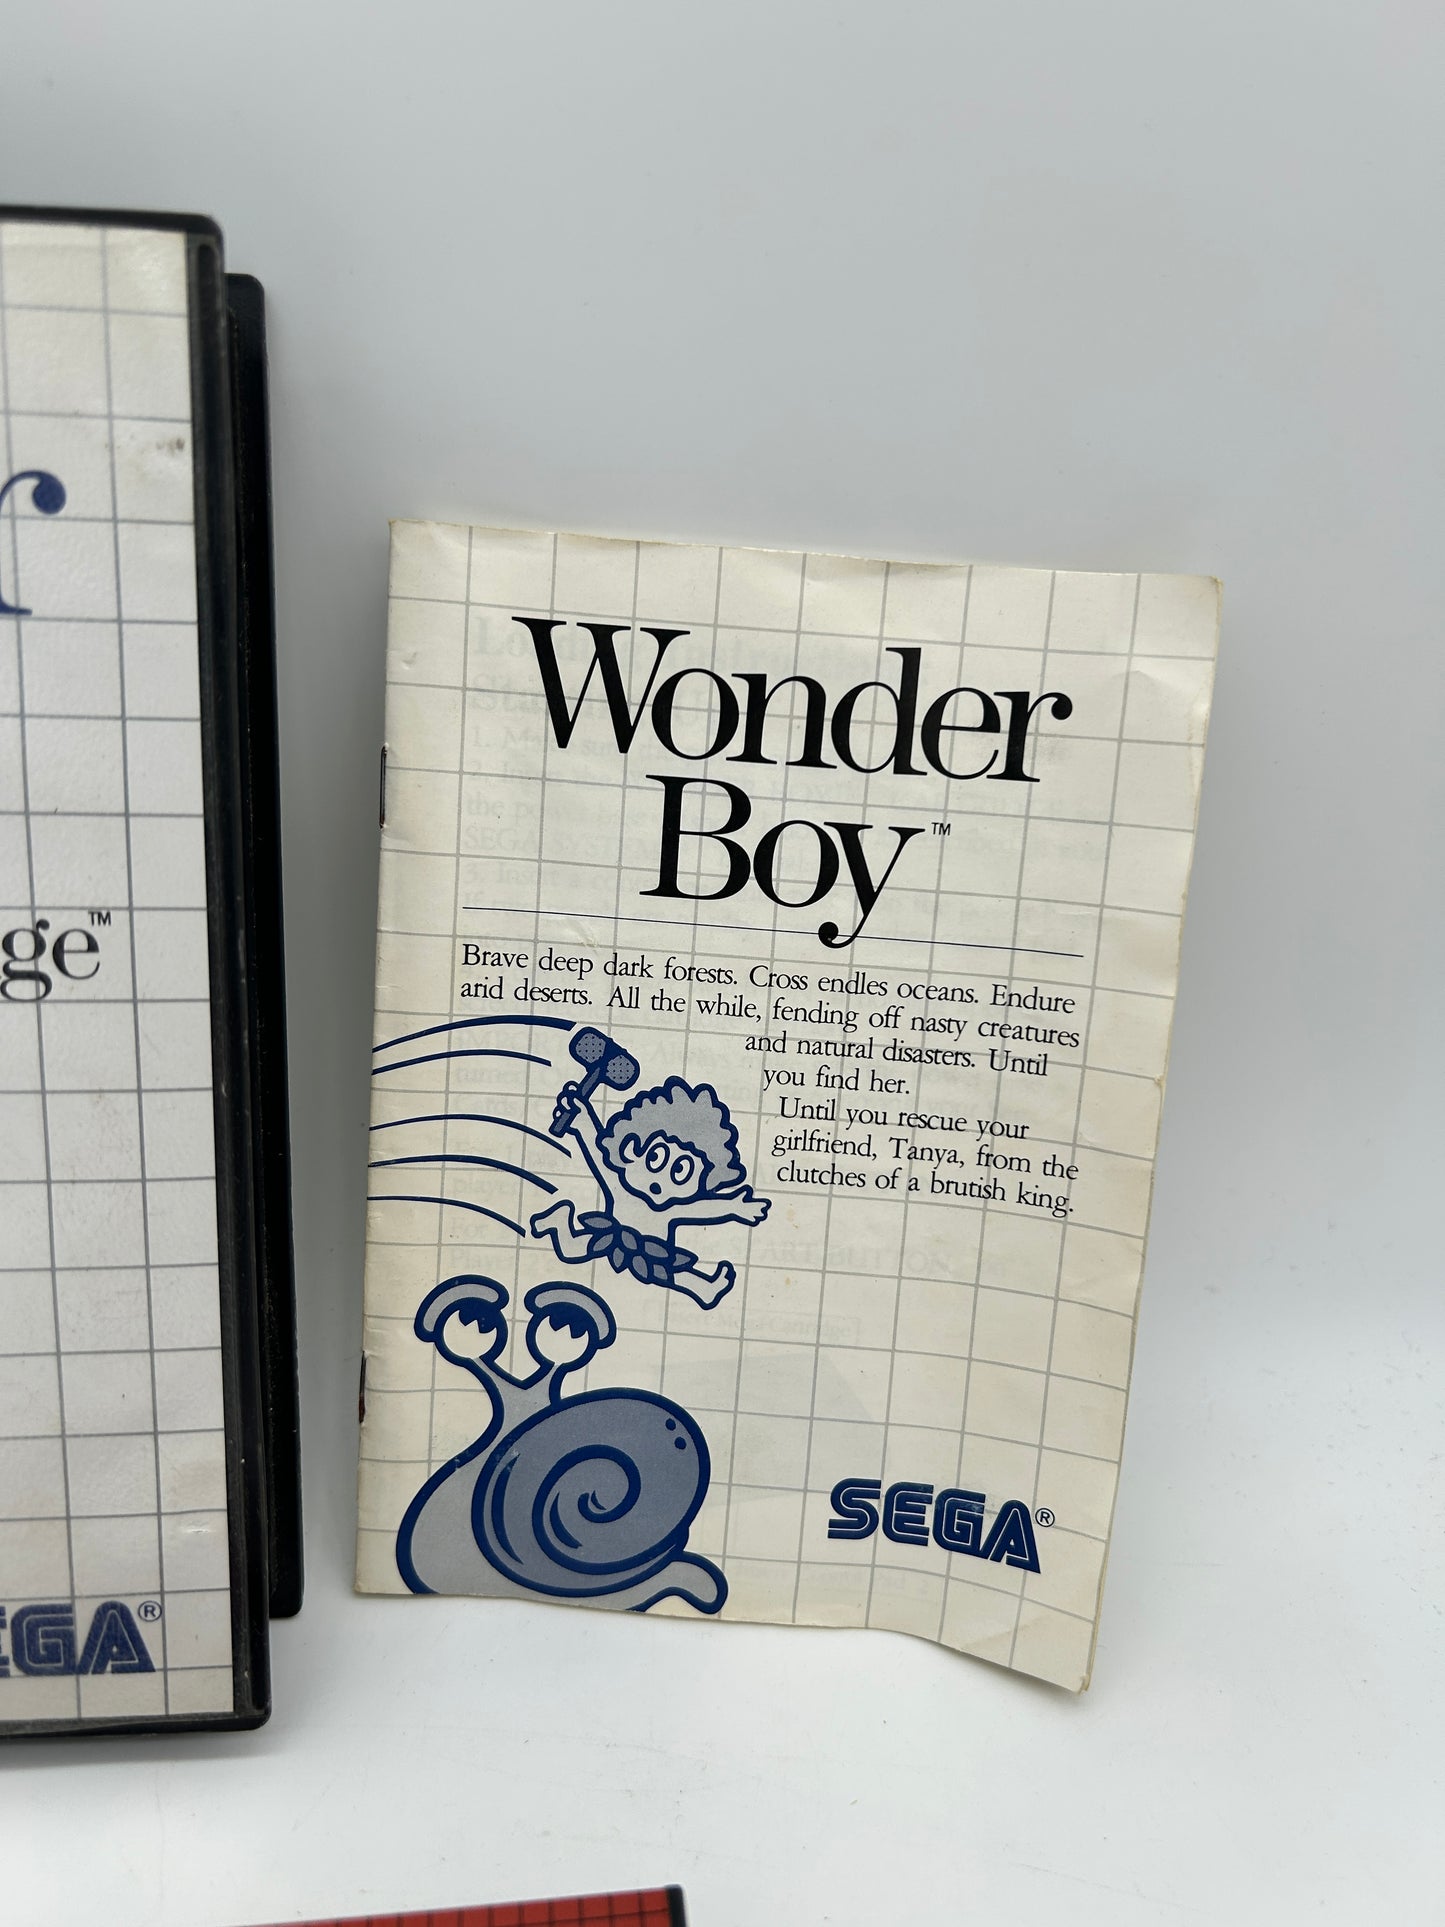 r
ge™
EGA®
Wonder
Boy™
Brave deep dark forests. Cross endles oceans. Endure
arid deserts. All the while, fending off nasty creatures
and natural disasters. Until
you find her.
Until you rescue your
girlfriend, Tanya, from the
clutches of a brutish king.
SEGA®